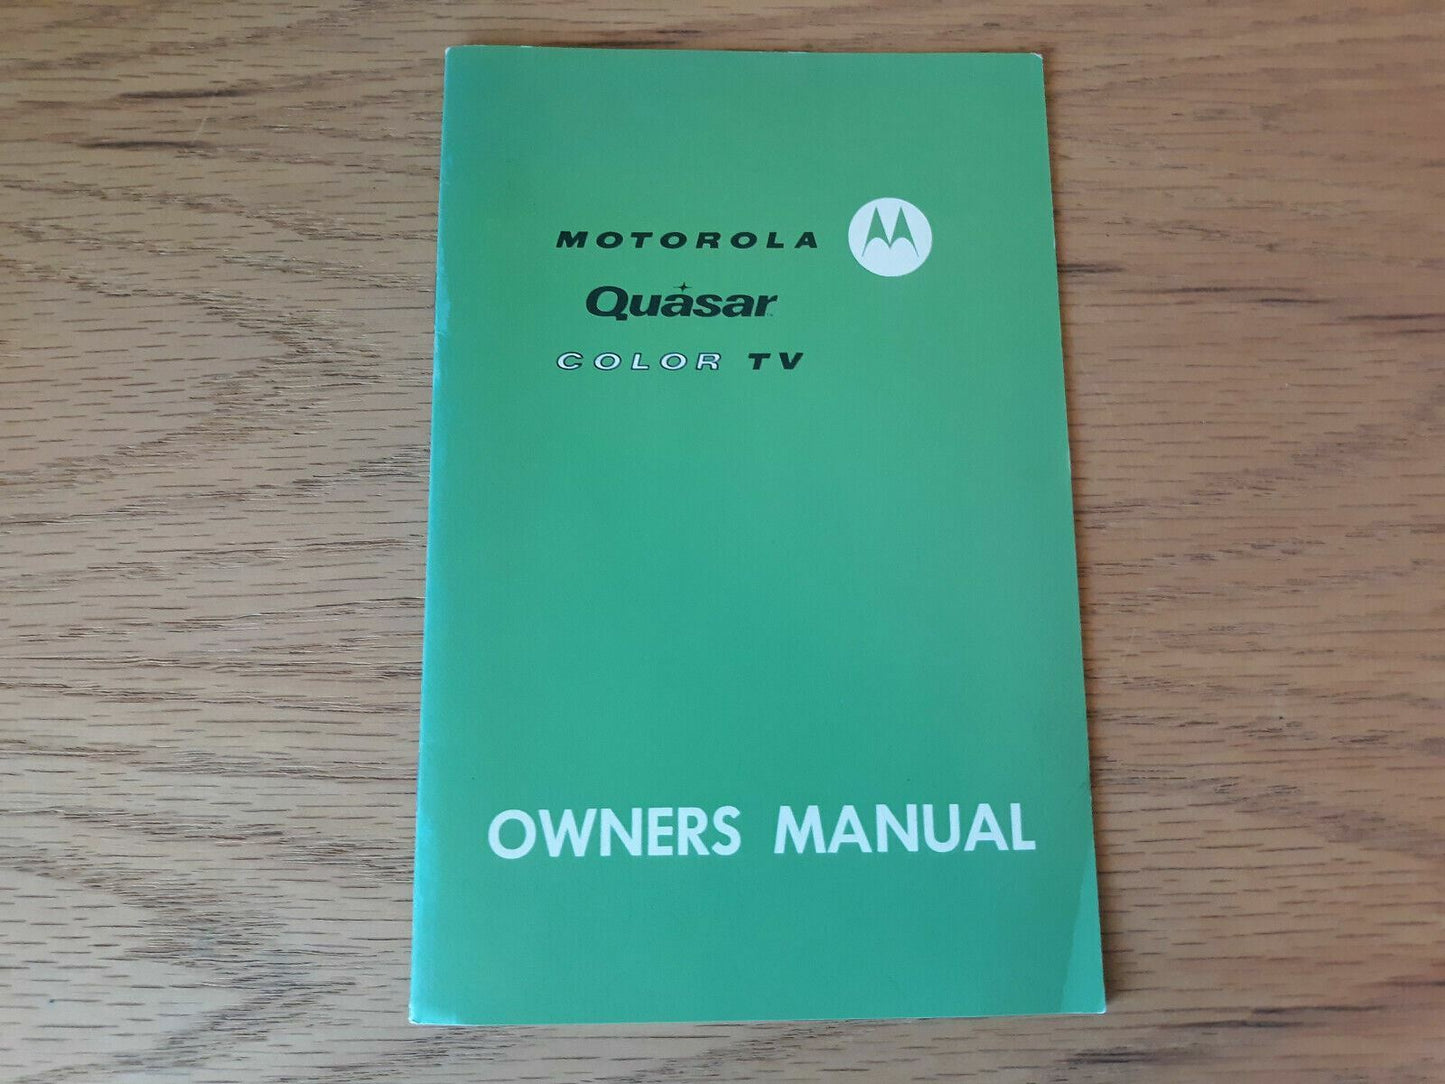 MOTOROLA
Quasar
COLOR TV
OWNERS MANUAL